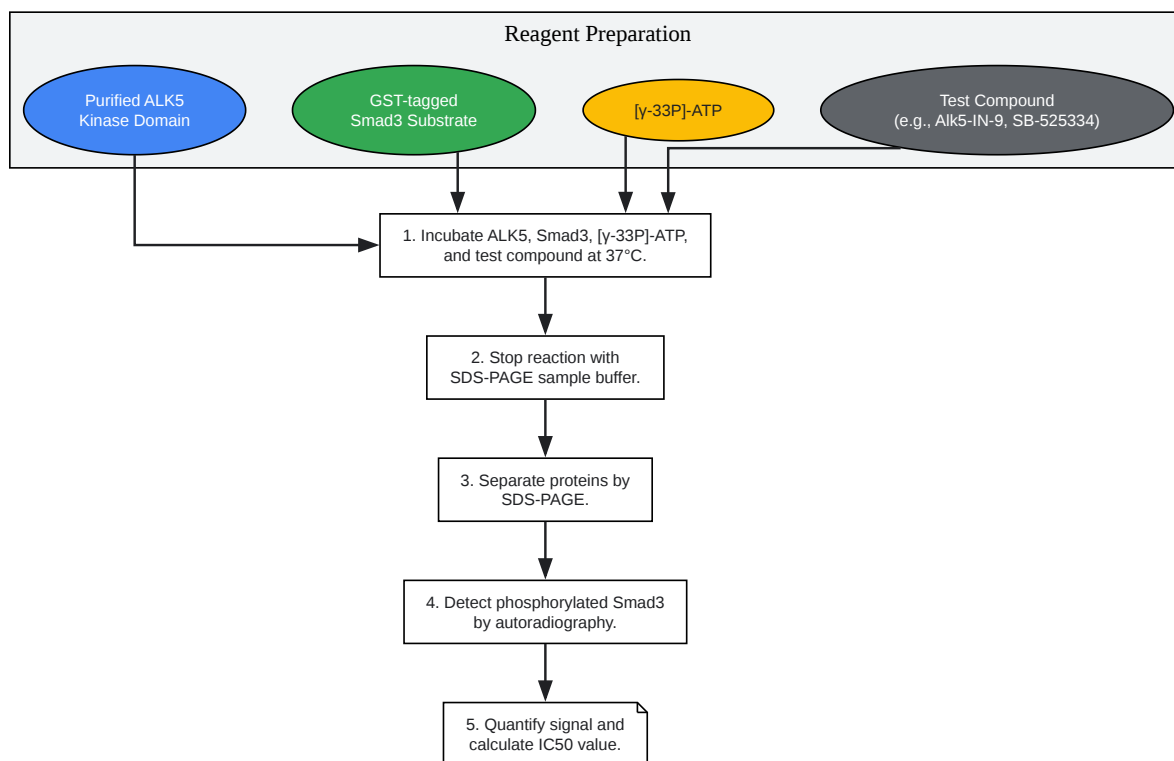 Reagent Preparation
Purified ALK5
Kinase Domain
GST-tagged
Smad3 Substrate
[γ-33P]-ATP
Test Compound
(e.g., Alk5-IN-9, SB-525334)
1. Incubate ALK5, Smad3, [γ-33P]-ATP,
and test compound at 37°C.
2. Stop reaction with
SDS-PAGE sample buffer.
3. Separate proteins by
SDS-PAGE.
4. Detect phosphorylated Smad3
by autoradiography.
5. Quantify signal and
calculate IC50 value.